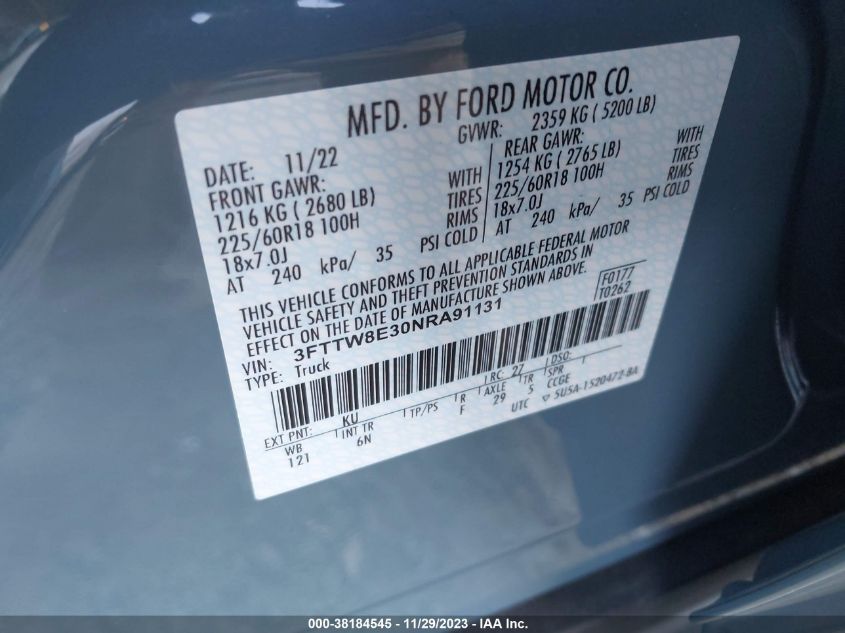 MFD. BY FORD MOTOR CO.
DATE: 11/22
GVWR: 2359 KG ( 5200 LB)
FRONT GAWR:
1216 KG ( 2680 LB) WITH
225/60R18 100H TIRES
18x7.0J RIMS
AT 240 kPa/ 35 PSI COLD
REAR GAWR:
1254 KG ( 2765 LB) WITH
225/60R18 100H TIRES
18x7.0J RIMS
AT 240 kPa/ 35 PSI COLD
THIS VEHICLE CONFORMS TO ALL APPLICABLE FEDERAL MOTOR
VEHICLE SAFETY AND THEFT PREVENTION STANDARDS IN
EFFECT ON THE DATE OF MANUFACTURE SHOWN ABOVE.
VIN: 3FTTW8E30NRA91131
TYPE: Truck
F0177
T0262
EXT PNT: KU RC: 27 DSO:
WB INT TR TP/PS R AXLE TR SPR
121 6N F 29 5 CCGE
UTC ▽ 5U5A-1520472-BA
000-38184545 - 11/29/2023 - IAA Inc.